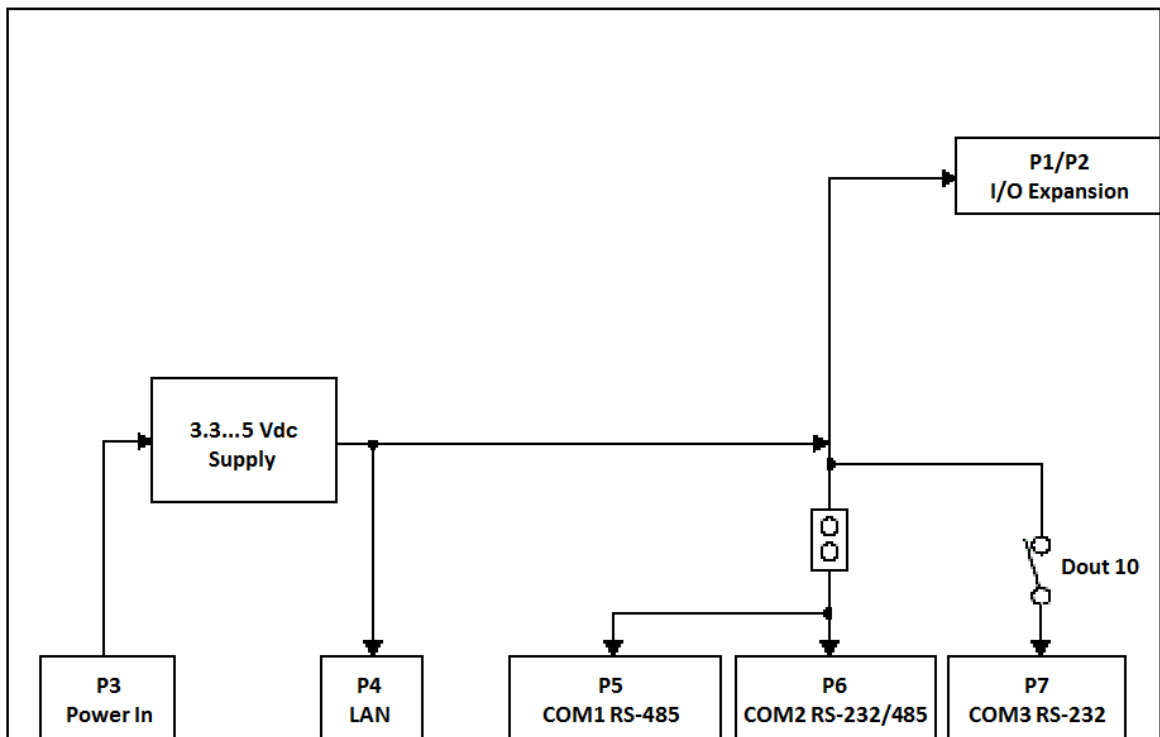 P1/P2
I/O Expansion
3.3...5 Vdc
Supply
Dout 10
P3
Power In
P4
LAN
P5
COM1 RS-485
P6
COM2 RS-232/485
P7
COM3 RS-232